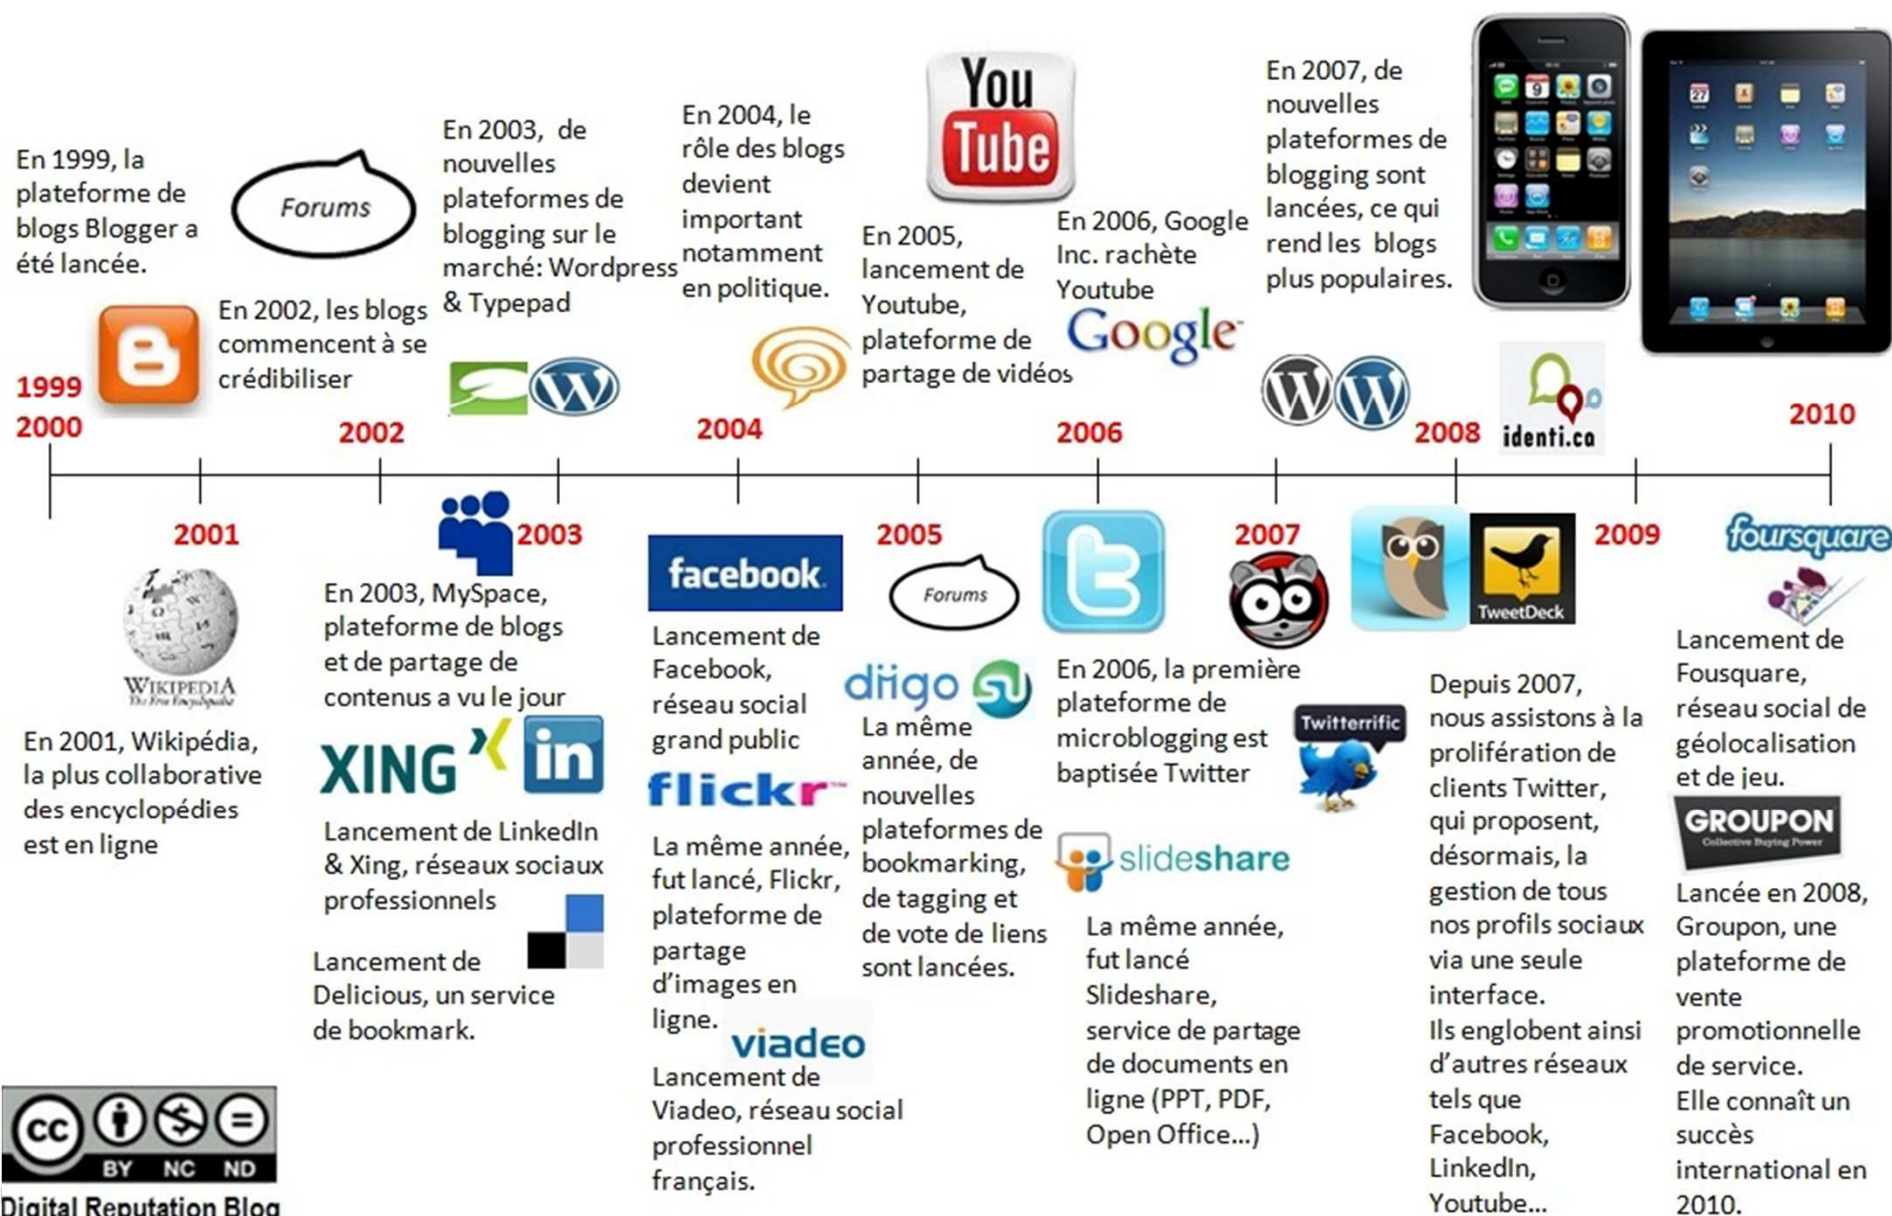 En 1999, la
plateforme de
blogs Blogger a
été lancée.
Forums
En 2002, les blogs
commencent à se
crédibiliser
En 2003, de
nouvelles
plateformes de
blogging sur le
marché: Wordpress
& Typepad
En 2004, le
rôle des blogs
devient
important
notamment
en politique.
You
Tube
En 2005,
lancement de
Youtube,
plateforme de
partage de vidéos
En 2006, Google
Inc. rachète
Youtube
Google
En 2007, de
nouvelles
plateformes de
blogging sont
lancées, ce qui
rend les blogs
plus populaires.
identi.ca
1999
2000
2002
2004
2006
2008
2010
2001
2003
2005
2007
2009
WIKIPEDIA
The Free Encyclopedia
En 2001, Wikipédia,
la plus collaborative
des encyclopédies
est en ligne
En 2003, MySpace,
plateforme de blogs
et de partage de
contenus a vu le jour
XING
in
Lancement de LinkedIn
& Xing, réseaux sociaux
professionnels
Lancement de
Delicious, un service
de bookmark.
facebook
Lancement de
Facebook,
réseau social
grand public
flickr
La même année,
fut lancé, Flickr,
plateforme de
partage
d’images en
ligne.
viadeo
Lancement de
Viadeo, réseau social
professionnel
français.
Forums
diigo
La même
année, de
nouvelles
plateformes de
bookmarking,
de tagging et
de vote de liens
sont lancées.
En 2006, la première
plateforme de
microblogging est
baptisée Twitter
Twitterrific
slideshare
La même année,
fut lancé
Slideshare,
service de partage
de documents en
ligne (PPT, PDF,
Open Office...)
TweetDeck
Depuis 2007,
nous assistons à la
prolifération de
clients Twitter,
qui proposent,
désormais, la
gestion de tous
nos profils sociaux
via une seule
interface.
Ils englobent ainsi
d’autres réseaux
tels que
Facebook,
LinkedIn,
Youtube...
foursquare
Lancement de
Fousquare,
réseau social de
géolocalisation
et de jeu.
GROUPON
Collective Buying Power
Lancée en 2008,
Groupon, une
plateforme de
vente
promotionnelle
de service.
Elle connaît un
succès
international en
2010.
cc
BY NC ND
Digital Reputation Blog